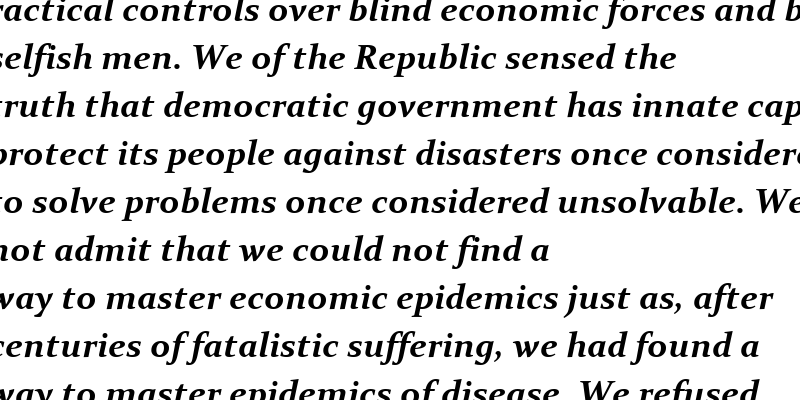 ractical controls over blind economic forces and b
selfish men. We of the Republic sensed the
truth that democratic government has innate cap
protect its people against disasters once considere
to solve problems once considered unsolvable. We
not admit that we could not find a
way to master economic epidemics just as, after
centuries of fatalistic suffering, we had found a
way to master epidemics of disease. We refused